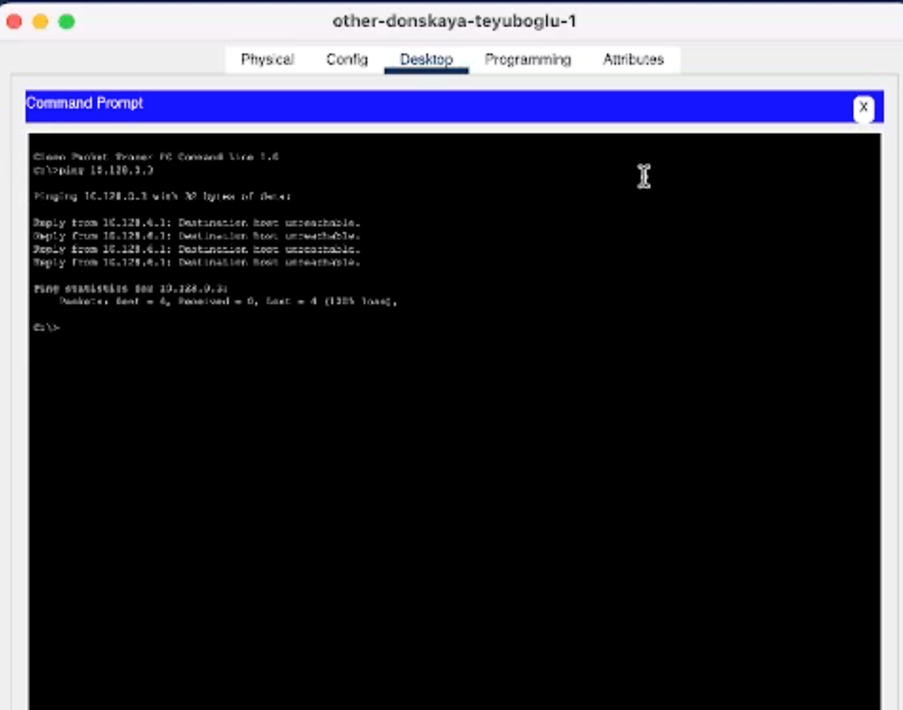 other-donskaya-teyuboglu-1
Physical Config Desktop Programming Attributes
Command Prompt X
Cisco Packet Tracer PC Command Line 1.0
C:\>ping 10.128.0.3
Pinging 10.128.0.3 with 32 bytes of data:
Reply from 10.128.4.1: Destination host unreachable.
Reply from 10.128.4.1: Destination host unreachable.
Reply from 10.128.4.1: Destination host unreachable.
Reply from 10.128.4.1: Destination host unreachable.
Ping statistics for 10.128.0.3:
Packets: Sent = 4, Received = 0, Lost = 4 (100% loss),
C:\>